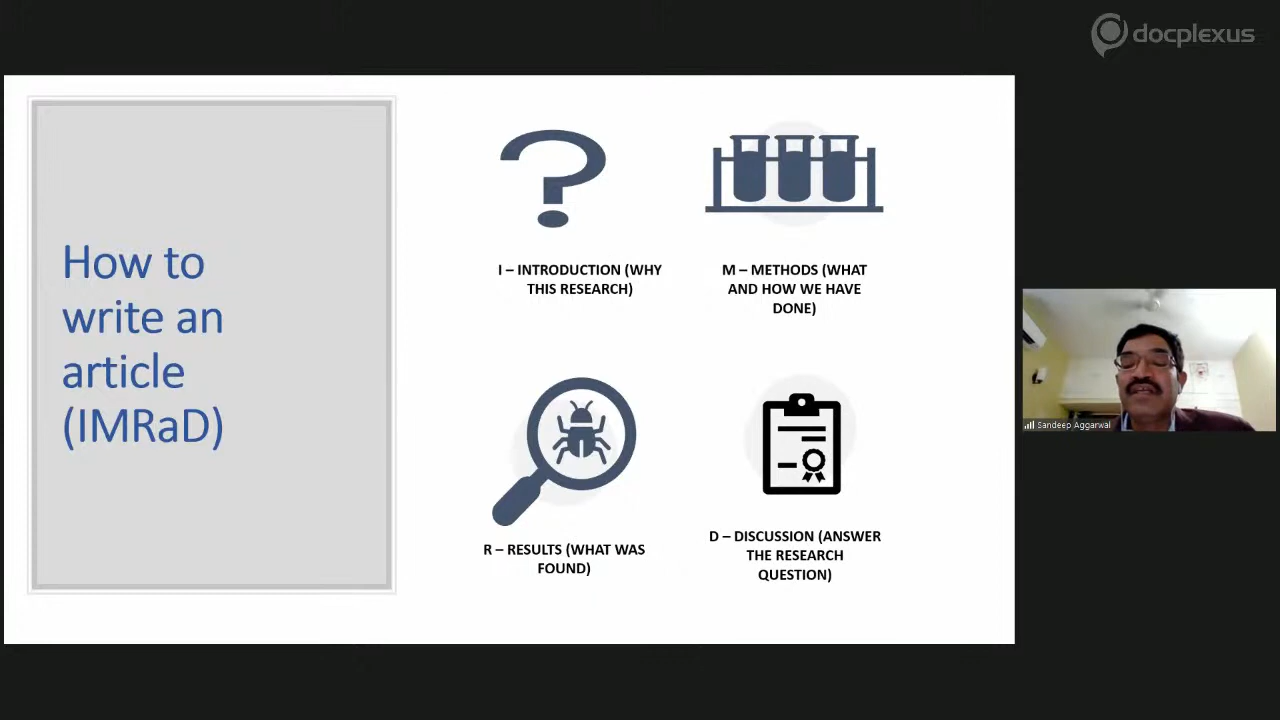 docplexus
How to
write an
article
(IMRaD)
I – INTRODUCTION (WHY
THIS RESEARCH)
M – METHODS (WHAT
AND HOW WE HAVE
DONE)
R – RESULTS (WHAT WAS
FOUND)
D – DISCUSSION (ANSWER
THE RESEARCH
QUESTION)
Sandeep Aggarwal